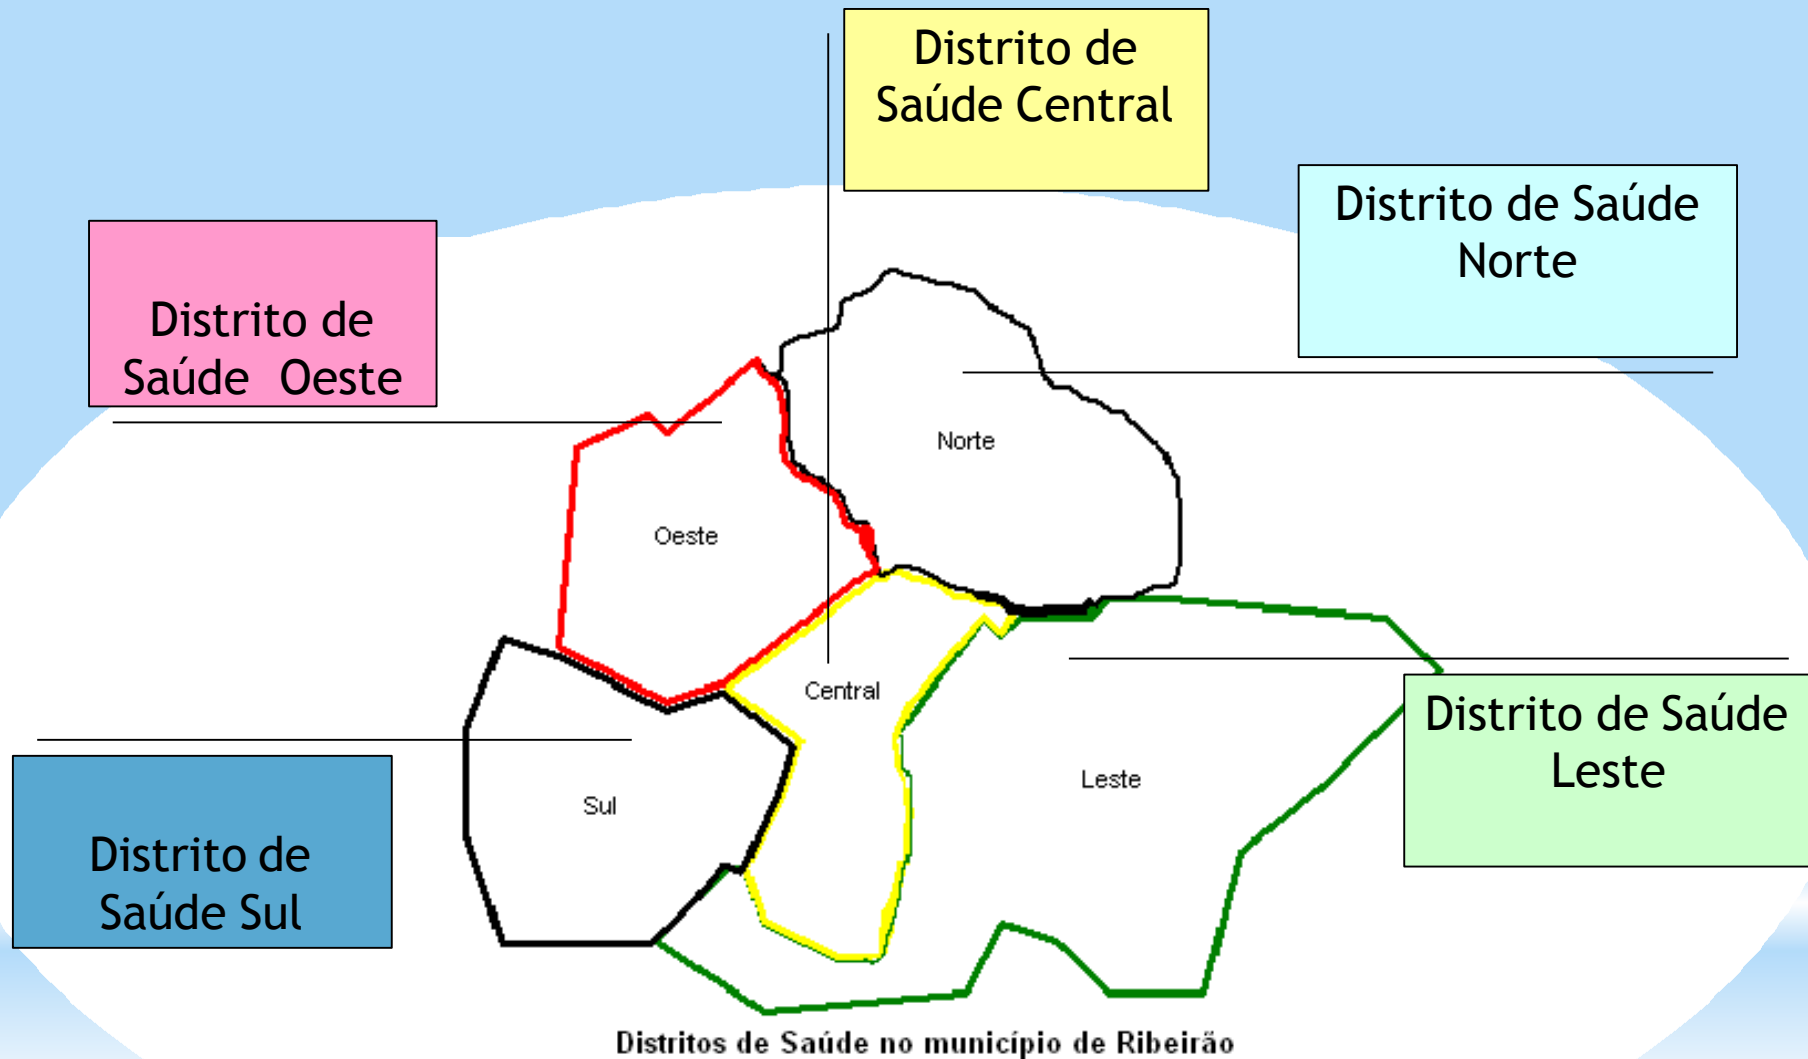 Distrito de
Saúde Central
Distrito de Saúde
Norte
Distrito de
Saúde Oeste
Norte
Oeste
Central
Distrito de Saúde
Leste
Leste
Sul
Distrito de
Saúde Sul
Distritos de Saúde no município de Ribeirão